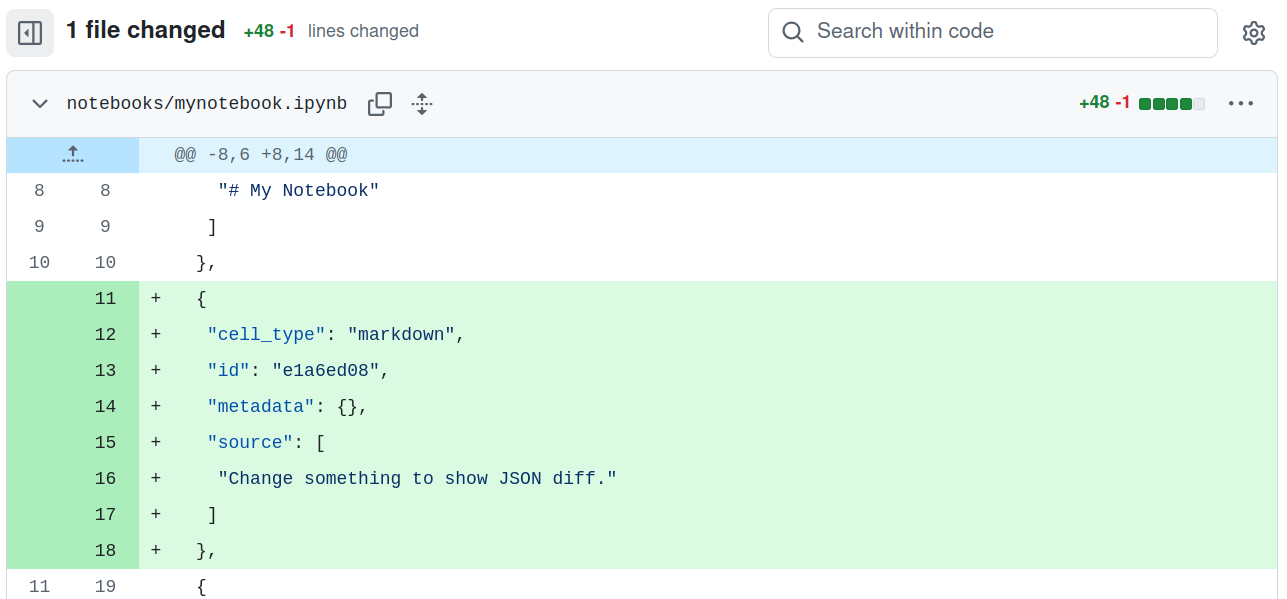 1 file changed +48 -1 lines changed Search within code
notebooks/mynotebook.ipynb +48 -1
@@ -8,6 +8,14 @@
8 8 "# My Notebook"
9 9 ]
10 10 },
11 + {
12 + "cell_type": "markdown",
13 + "id": "e1a6ed08",
14 + "metadata": {},
15 + "source": [
16 + "Change something to show JSON diff."
17 + ]
18 + },
11 19 {